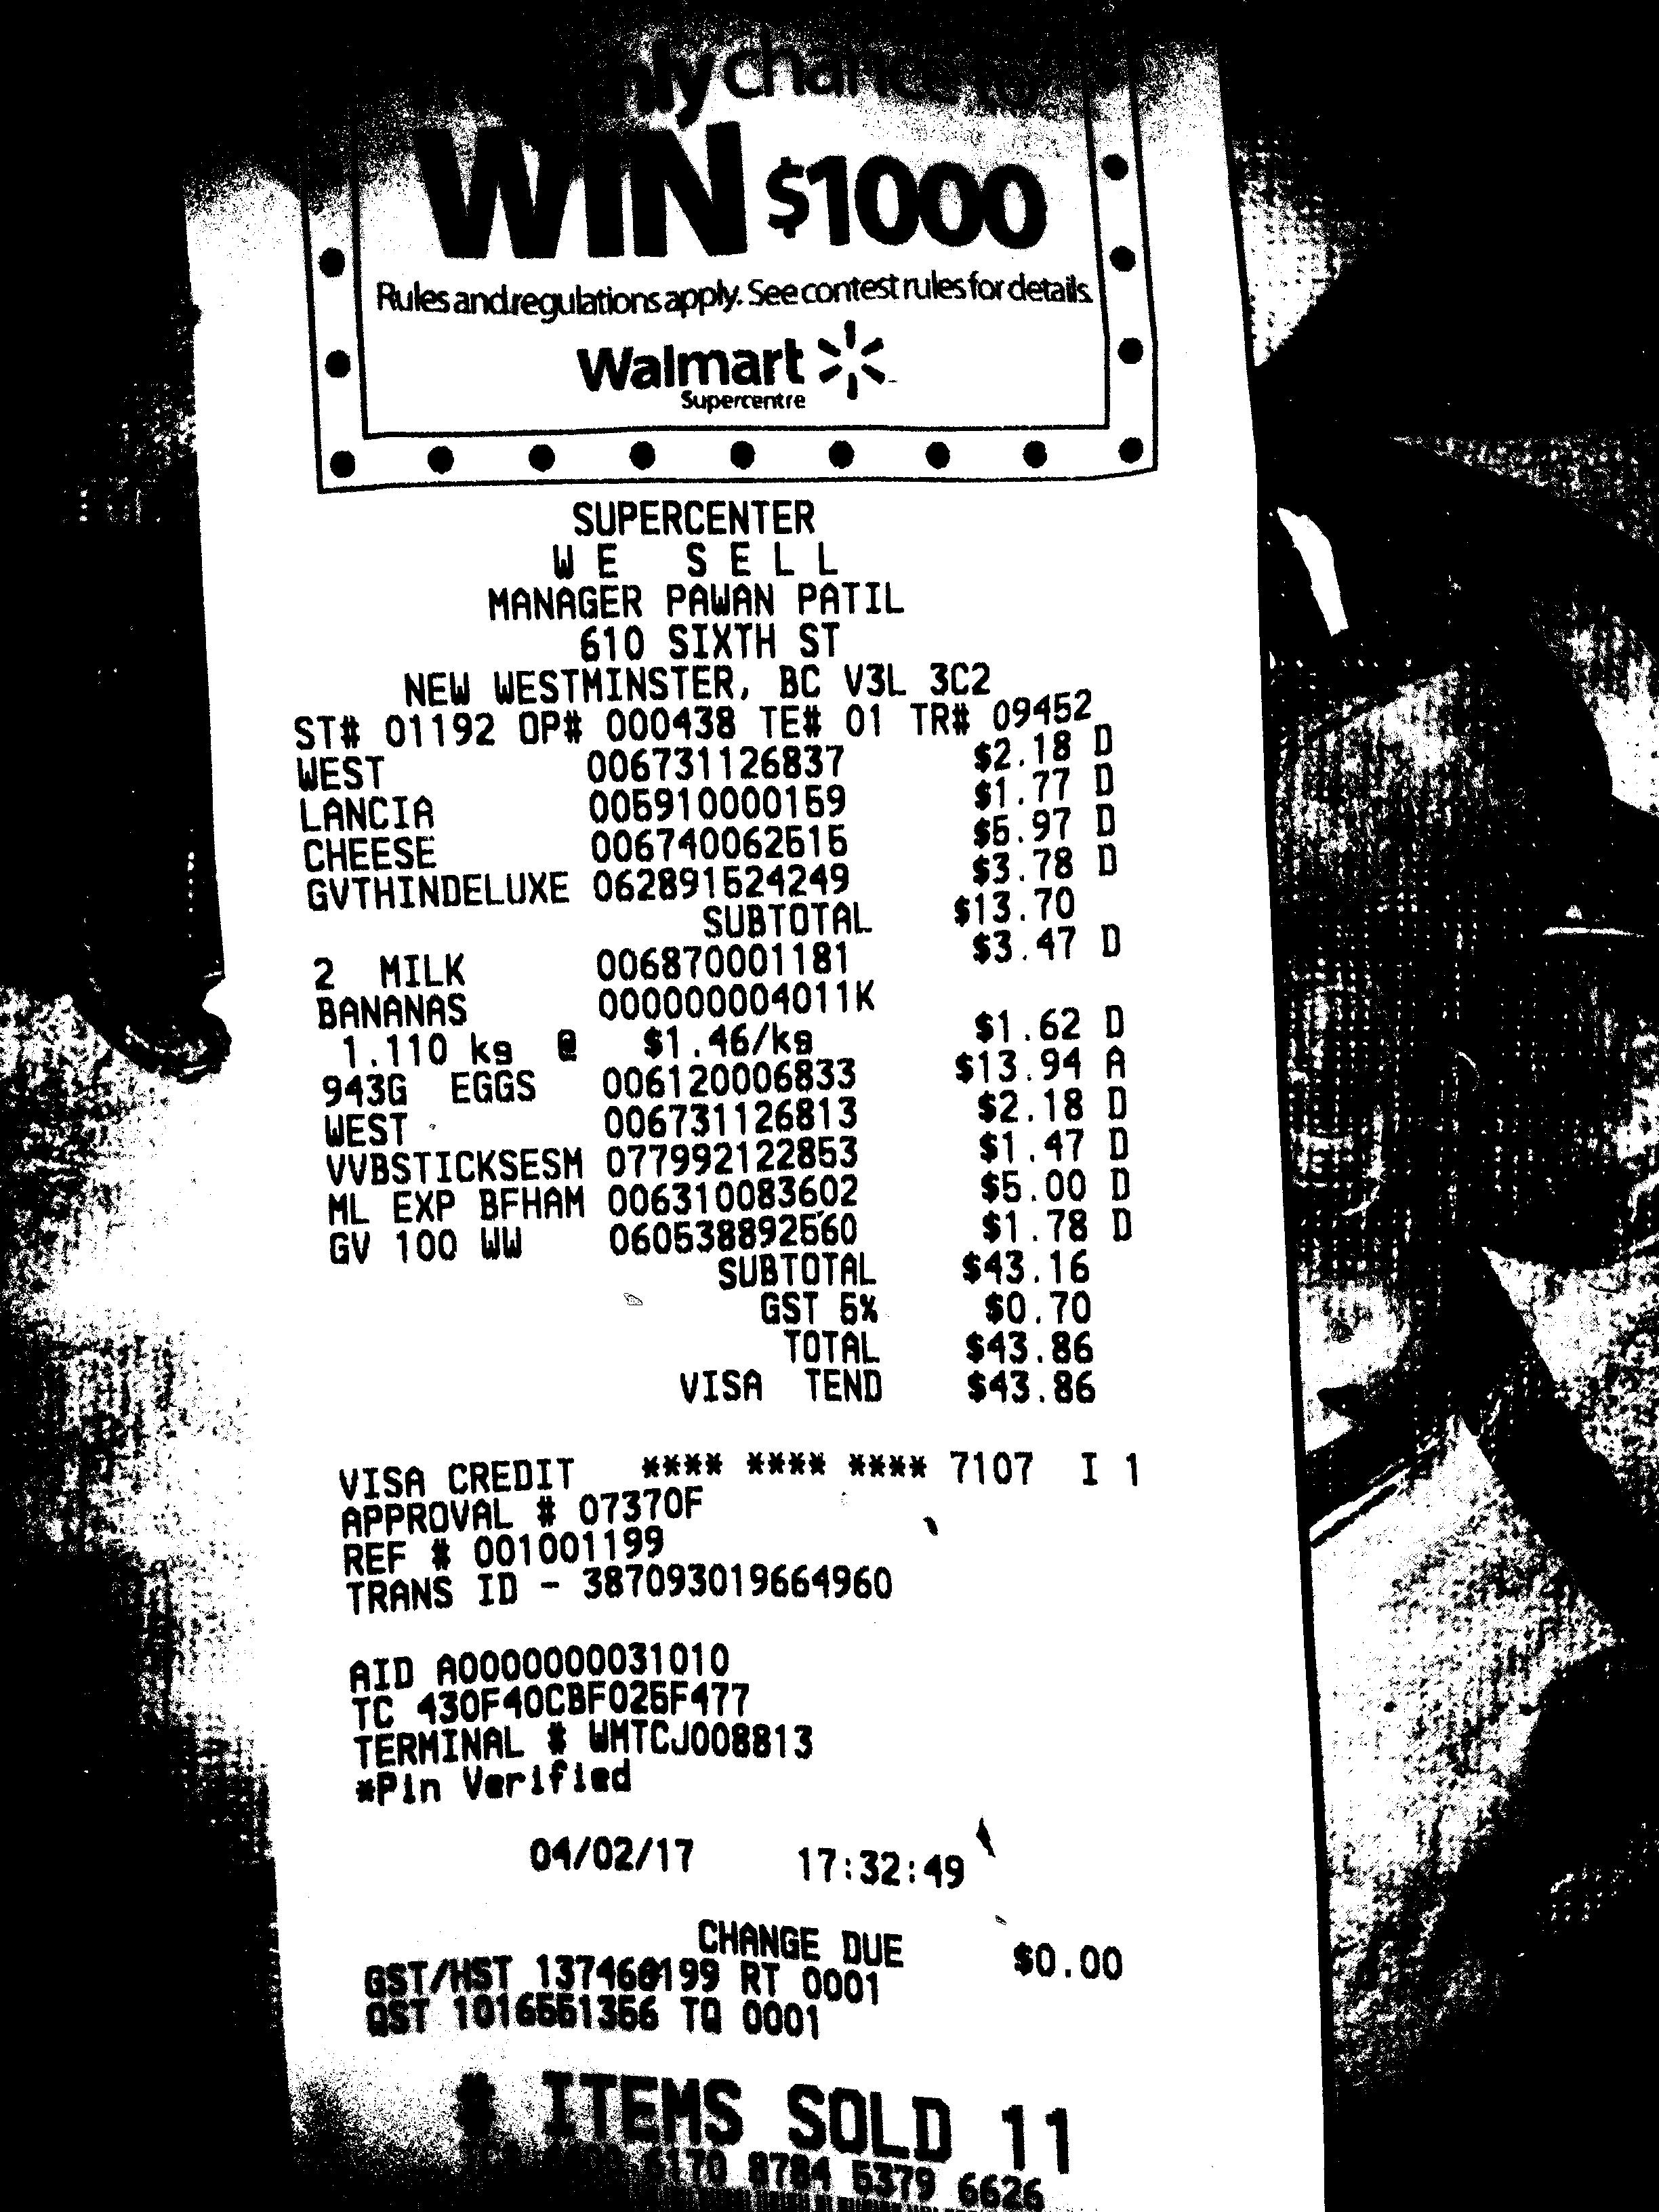 hly chance to
WIN $1000
Rules and regulations apply. See contest rules for details.
Walmart
Supercentre
SUPERCENTER
W E   S E L L
MANAGER PAWAN PATIL
610 SIXTH ST
NEW WESTMINSTER, BC V3L 3C2
ST# 01192 OP# 000438 TE# 01 TR# 09452
WEST 006731126837 $2.18 D
LANCIA 005910000159 $1.77 D
CHEESE 006740062515 $5.97 D
GVTHINDELUXE 062891524249 $3.78 D
SUBTOTAL $13.70
2 MILK 006870001181 $3.47 D
BANANAS 000000004011K
1.110 kg @ $1.46/kg $1.62 D
943G EGGS 006120006833 $13.94 A
WEST 006731126813 $2.18 D
VVBSTICKSESM 077992122853 $1.47 D
ML EXP BFHAM 006310083602 $5.00 D
GV 100 WW 060538892560 $1.78 D
SUBTOTAL $43.16
GST 5% $0.70
TOTAL $43.86
VISA TEND $43.86
VISA CREDIT **** **** **** 7107 I 1
APPROVAL # 07370F
REF # 001001199
TRANS ID - 387093019664960
AID A0000000031010
TC 430F40CBF025F477
TERMINAL # WMTCJ008813
*Pin Verified
04/02/17 17:32:49
CHANGE DUE $0.00
GST/HST 137466199 RT 0001
QST 1016551356 TQ 0001
# ITEMS SOLD 11
6170 8784 5379 6626